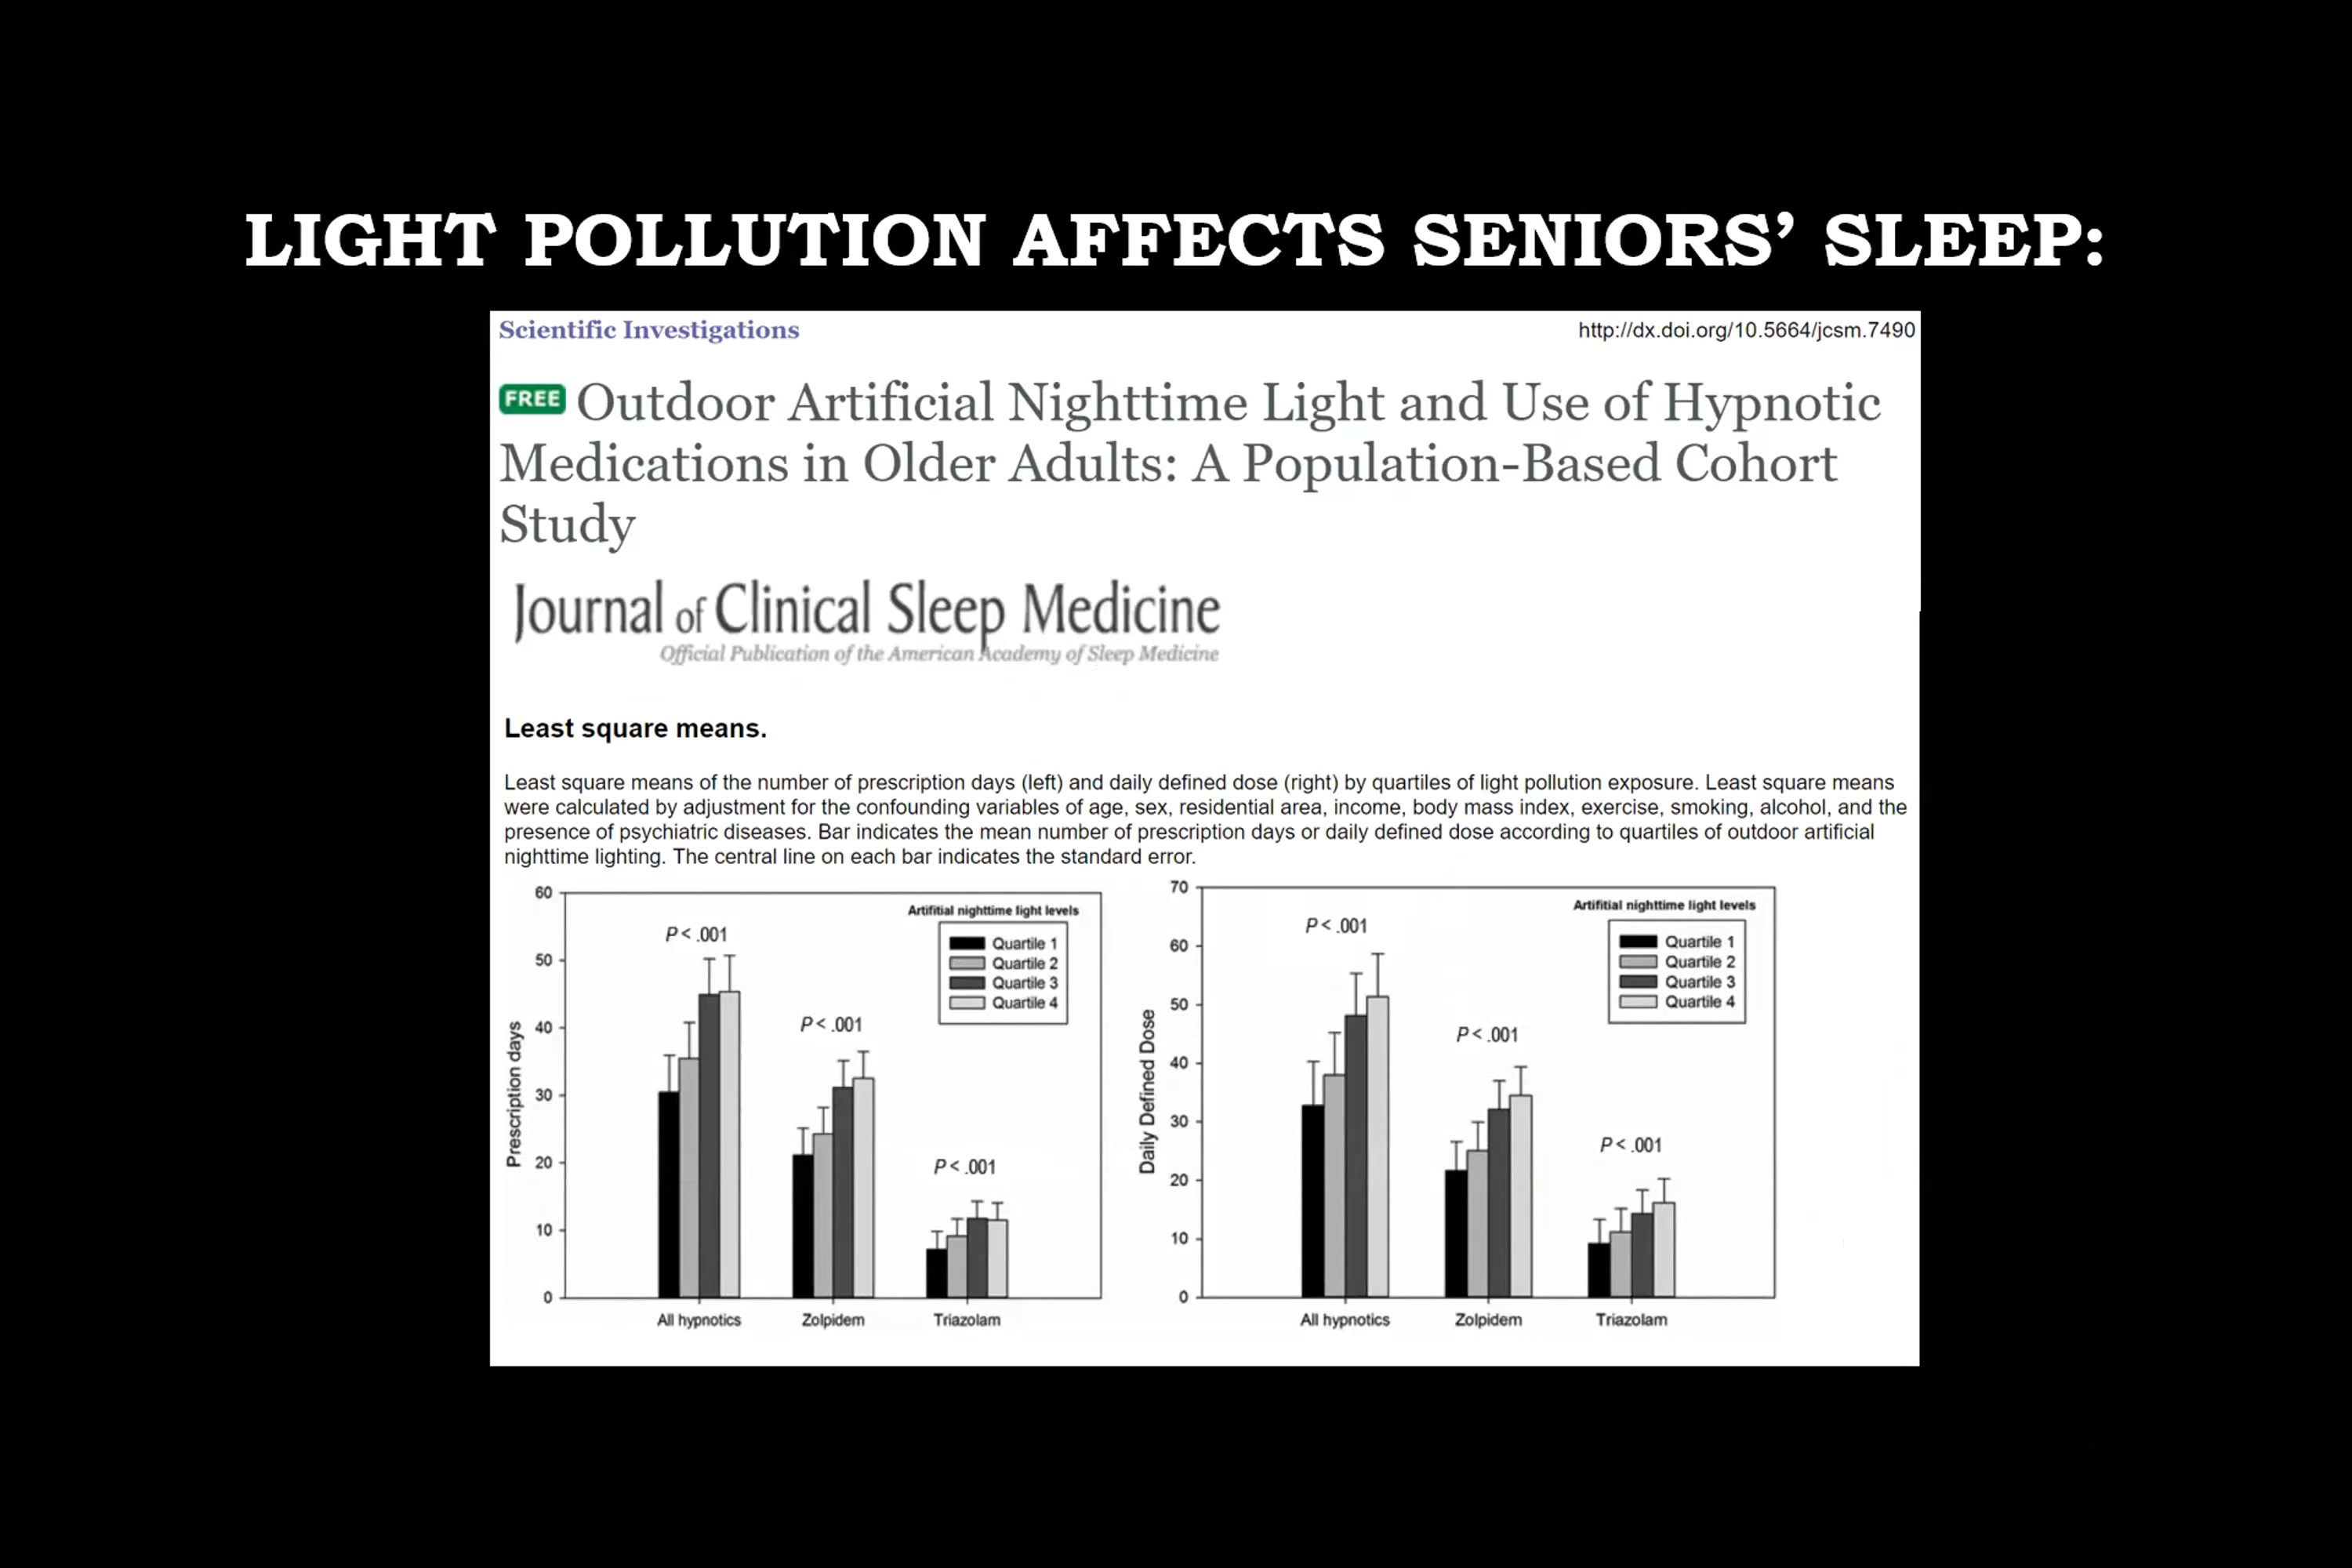 LIGHT POLLUTION AFFECTS SENIORS’ SLEEP:
Scientific Investigations
http://dx.doi.org/10.5664/jcsm.7490
FREE Outdoor Artificial Nighttime Light and Use of Hypnotic
Medications in Older Adults: A Population-Based Cohort
Study
Journal of Clinical Sleep Medicine
Official Publication of the American Academy of Sleep Medicine
Least square means.
Least square means of the number of prescription days (left) and daily defined dose (right) by quartiles of light pollution exposure. Least square means
were calculated by adjustment for the confounding variables of age, sex, residential area, income, body mass index, exercise, smoking, alcohol, and the
presence of psychiatric diseases. Bar indicates the mean number of prescription days or daily defined dose according to quartiles of outdoor artificial
nighttime lighting. The central line on each bar indicates the standard error.
Prescription days
60
50
40
30
20
10
0
P < .001
P < .001
P < .001
Artifitial nighttime light levels
Quartile 1
Quartile 2
Quartile 3
Quartile 4
All hypnotics
Zolpidem
Triazolam
Daily Defined Dose
70
60
50
40
30
20
10
0
P < .001
P < .001
P < .001
Artifitial nighttime light levels
Quartile 1
Quartile 2
Quartile 3
Quartile 4
All hypnotics
Zolpidem
Triazolam